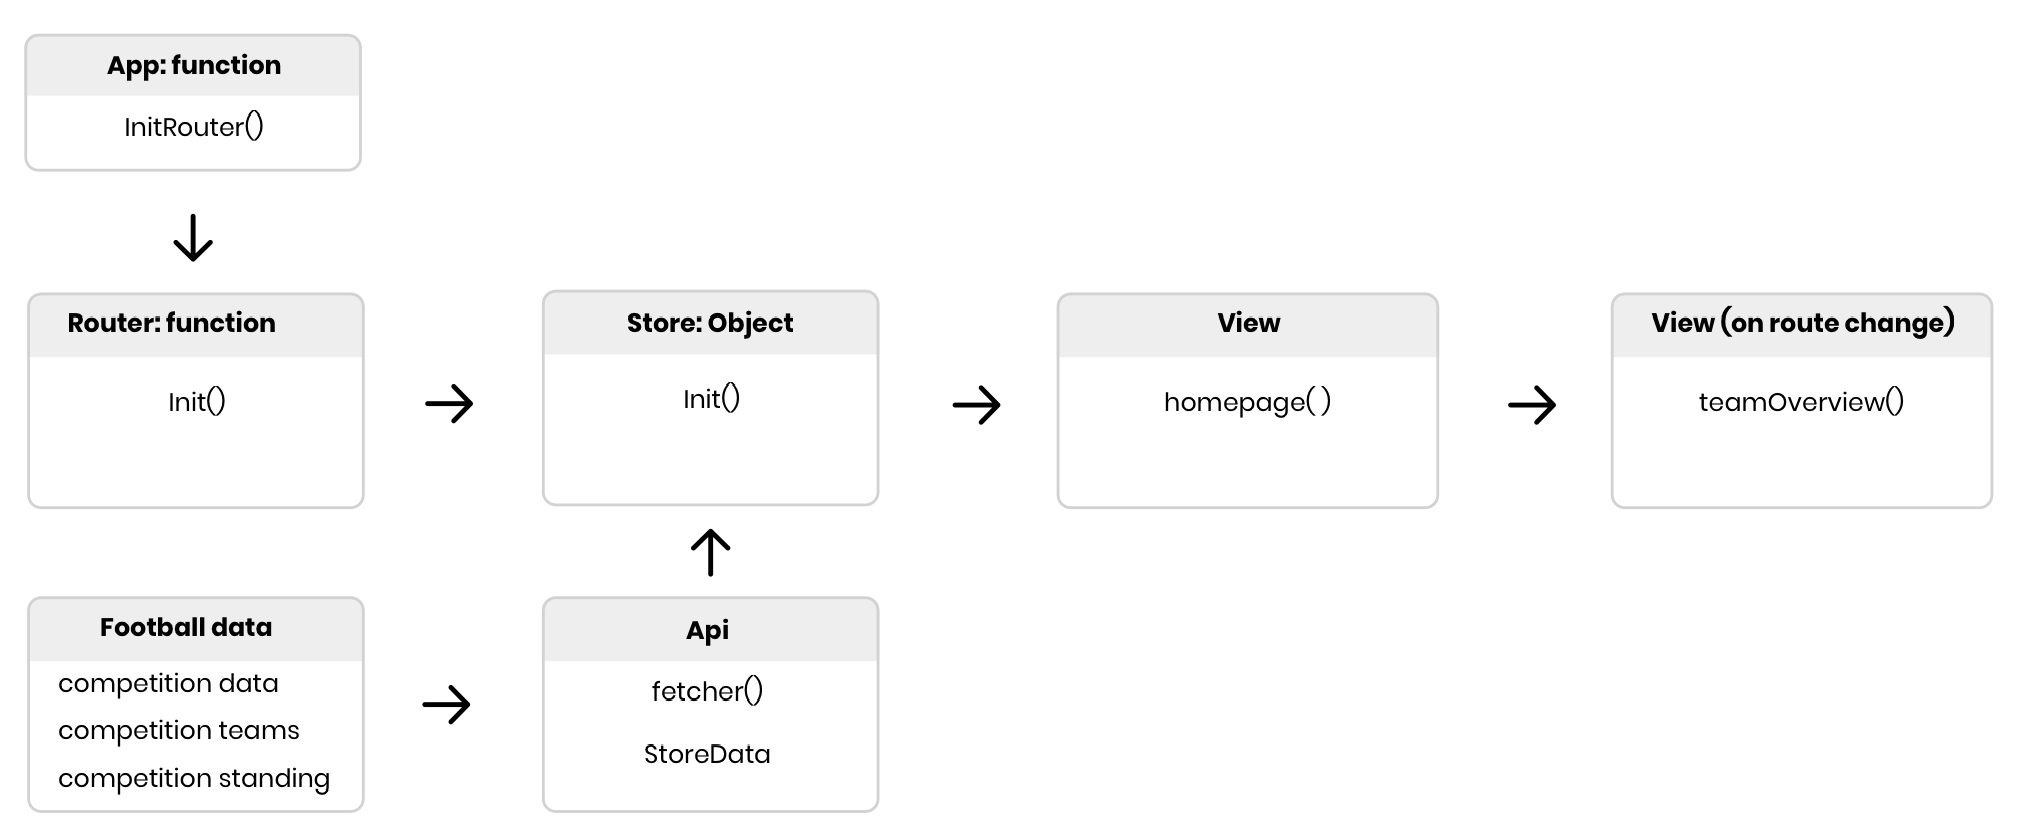 App: function
InitRouter()
Router: function
Init()
Store: Object
Init()
View
homepage( )
View (on route change)
teamOverview()
Football data
competition data
competition teams
competition standing
Api
fetcher()
StoreData